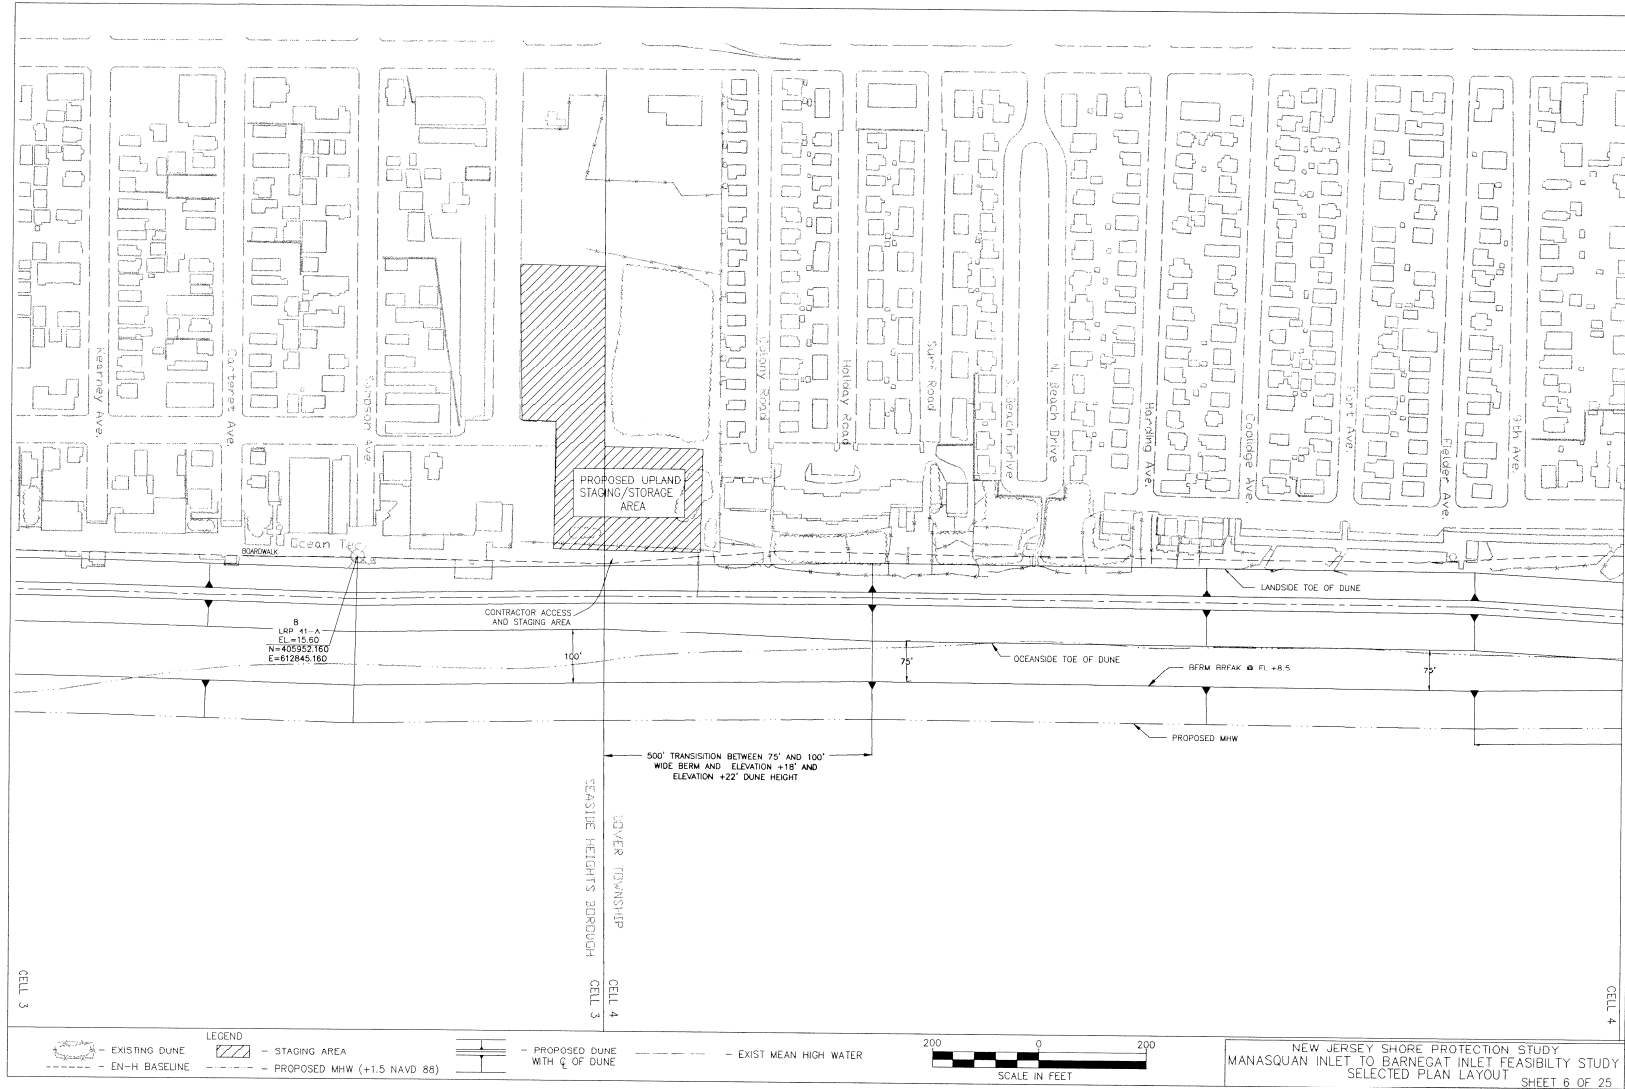 Kearney Ave.
Carteret Ave.
Sampson Ave.
Colony Road
Holiday Road
Surf Road
S. Beach Drive
N. Beach Drive
Harding Ave.
Coolidge Ave.
Fielder Ave
9th Ave.
PROPOSED UPLAND
STAGING/STORAGE
AREA
BOARDWALK
Ocean Ter.
LANDSIDE TOE OF DUNE
CONTRACTOR ACCESS
AND STAGING AREA
8
LRP 41-A
EL.=15.60
N=405952.160
E=612845.160
100'
75'
OCEANSIDE TOE OF DUNE
BERM BREAK @ EL +8.5
75'
PROPOSED MHW
500' TRANSISITION BETWEEN 75' AND 100'
WIDE BERM AND ELEVATION +18' AND
ELEVATION +22' DUNE HEIGHT
SEASIDE HEIGHTS BOROUGH
DOVER TOWNSHIP
CELL 3
CELL 3
CELL 4
CELL 4
LEGEND
- EXISTING DUNE
- EN-H BASELINE
- STAGING AREA
- PROPOSED MHW (+1.5 NAVD 88)
- PROPOSED DUNE
WITH ℄ OF DUNE
- EXIST MEAN HIGH WATER
200 0 200
SCALE IN FEET
NEW JERSEY SHORE PROTECTION STUDY
MANASQUAN INLET TO BARNEGAT INLET FEASIBILTY STUDY
SELECTED PLAN LAYOUT
SHEET 6 OF 25